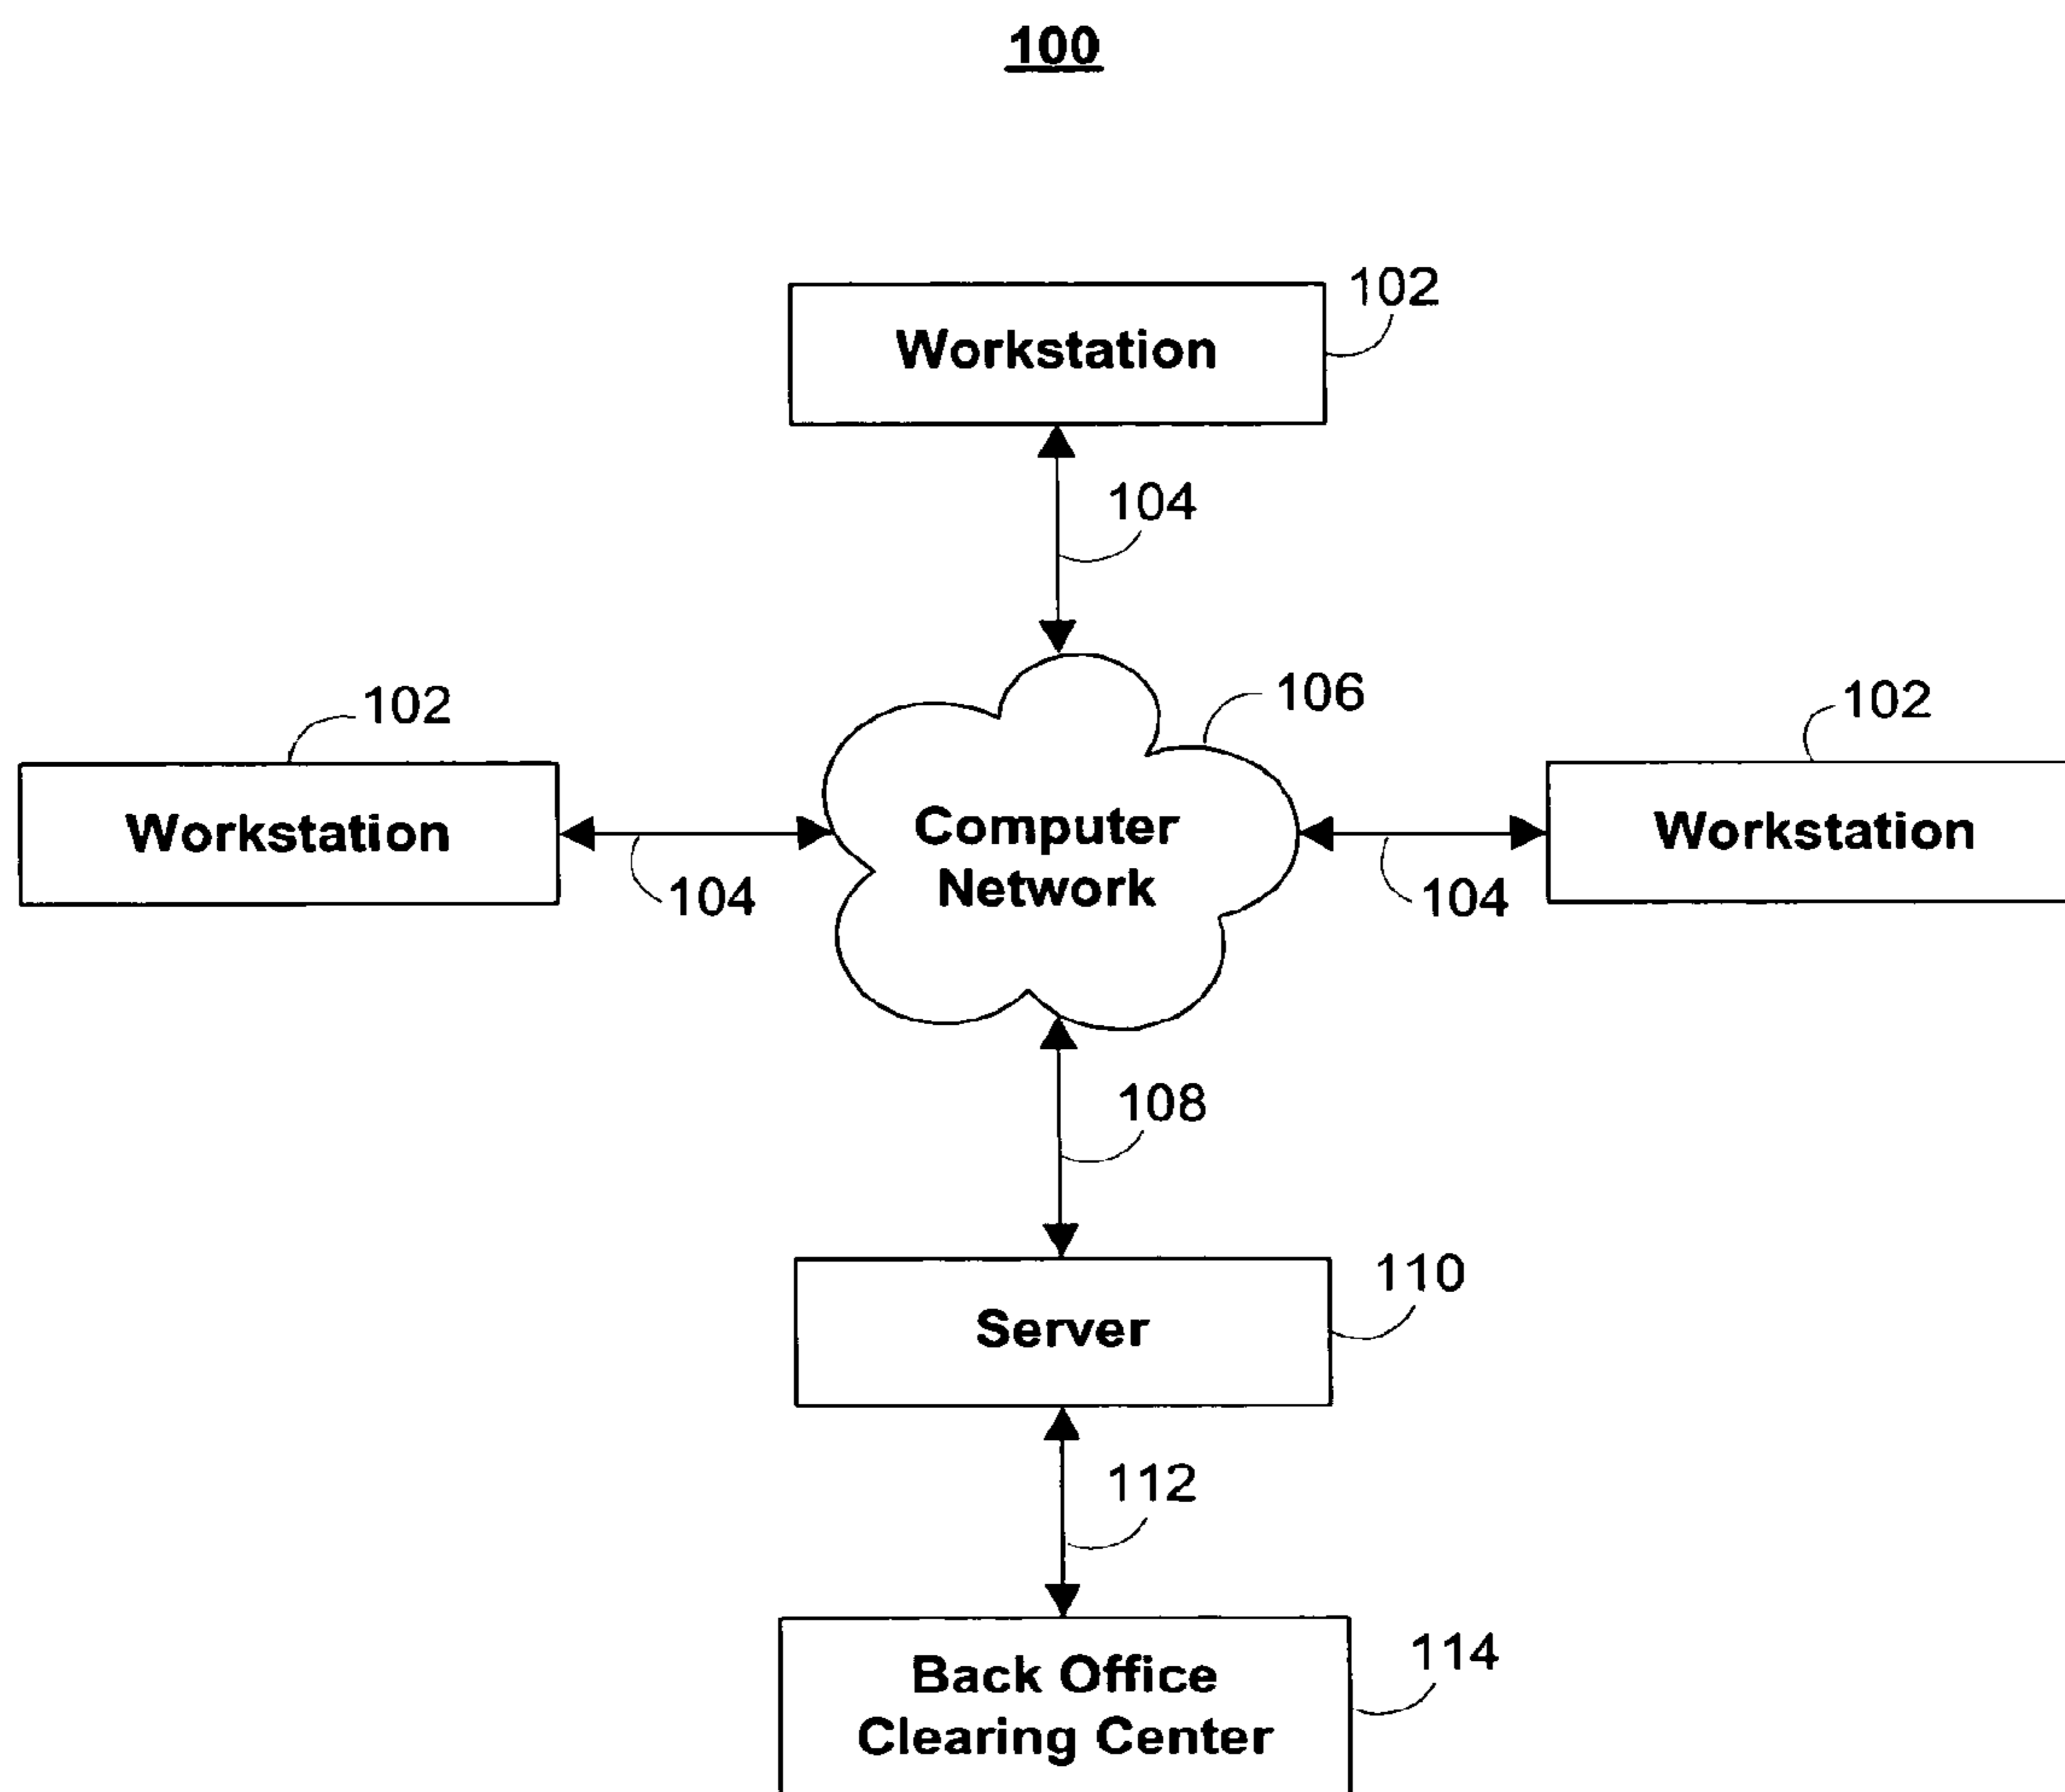 100
102
Workstation
104
106
102
102
Workstation
Computer
Network
Workstation
104
104
108
110
Server
112
114
Back Office
Clearing Center